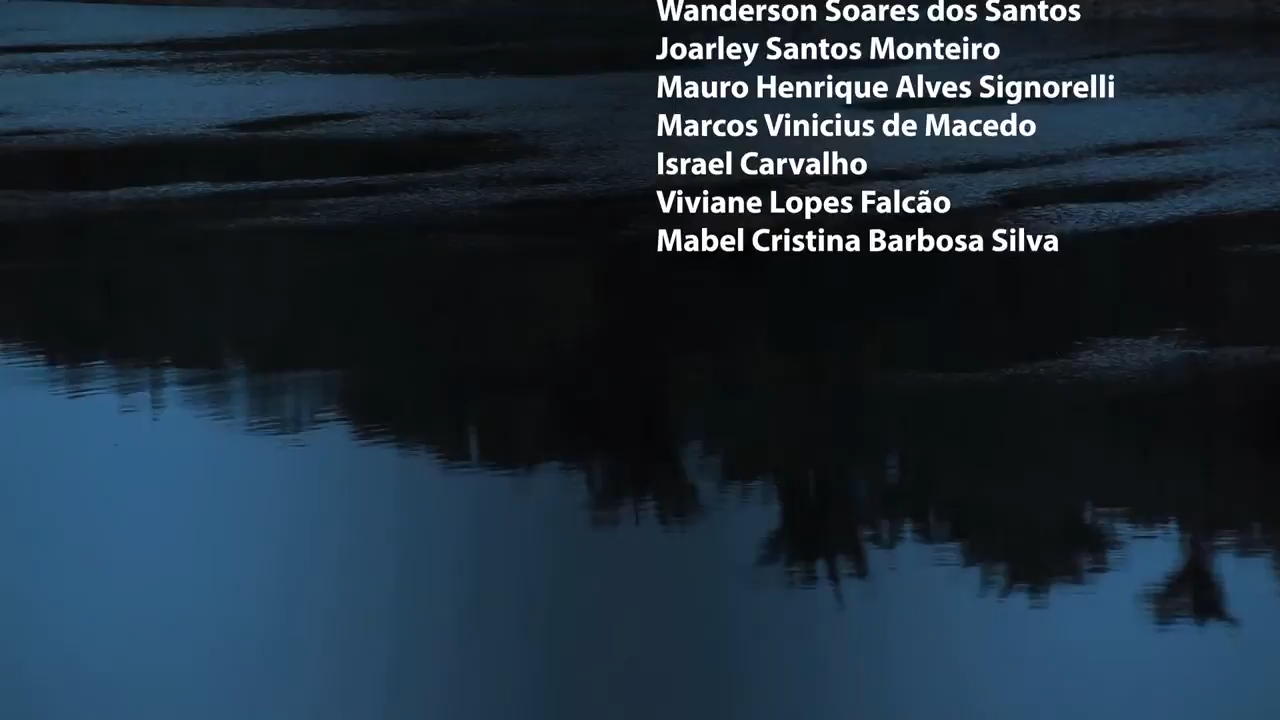 Wanderson Soares dos Santos
Joarley Santos Monteiro
Mauro Henrique Alves Signorelli
Marcos Vinicius de Macedo
Israel Carvalho
Viviane Lopes Falcão
Mabel Cristina Barbosa Silva